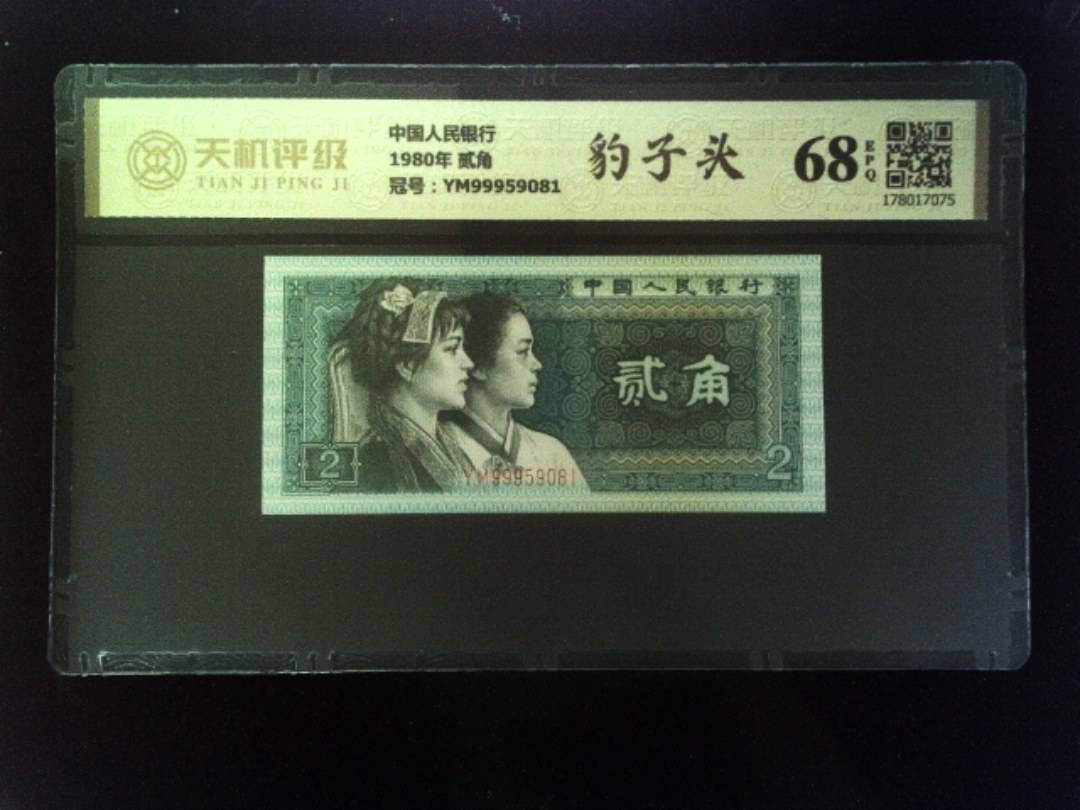 天机评级
TIAN JI PING JI
中国人民银行
1980年 贰角
冠号：YM99959081
豹子头
68
EPQ
178017075
中国人民银行
贰角
2
2
YM99959081